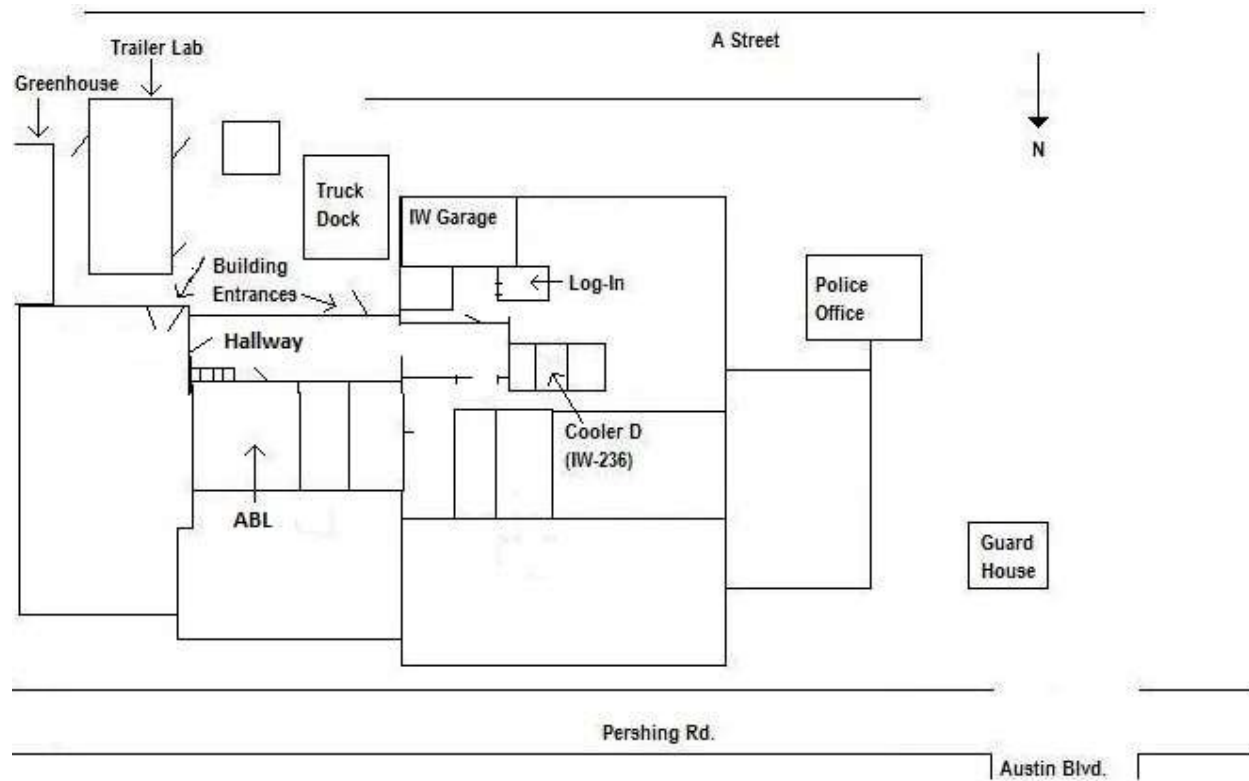 A Street
Trailer Lab
Greenhouse
N
Truck
Dock
IW Garage
Building
Entrances
Log-In
Police
Office
Hallway
Cooler D
(IW-236)
ABL
Guard
House
Pershing Rd.
Austin Blvd.